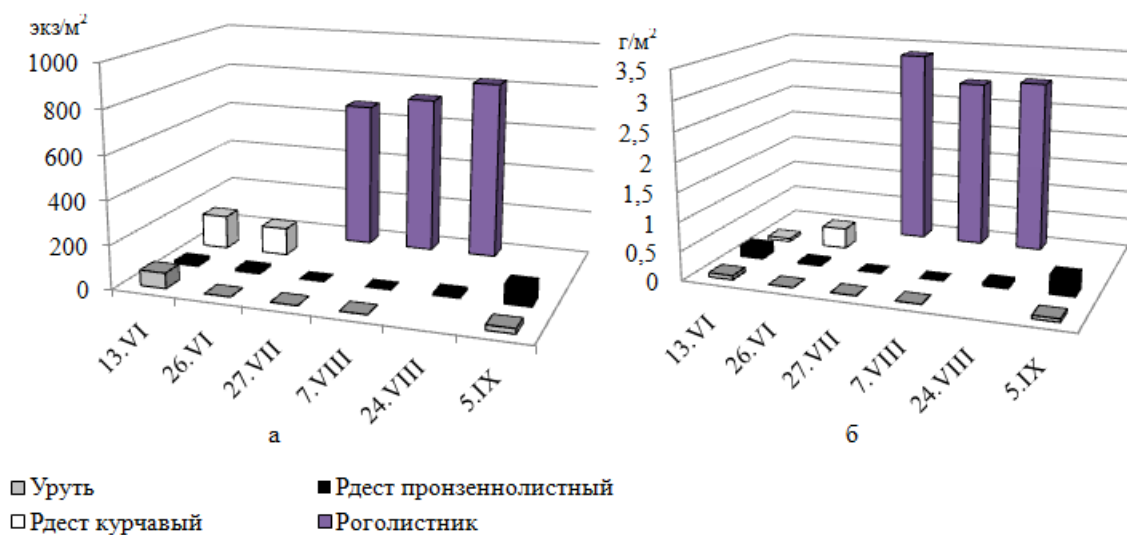 экз/м²
1000
800
600
400
200
0
13.VI
26.VI
27.VII
7.VIII
24.VIII
5.IX
а
г/м²
3,5
3
2,5
2
1,5
1
0,5
0
13.VI
26.VI
27.VII
7.VIII
24.VIII
5.IX
б
Уруть
Рдест пронзеннолистный
Рдест курчавый
Роголистник